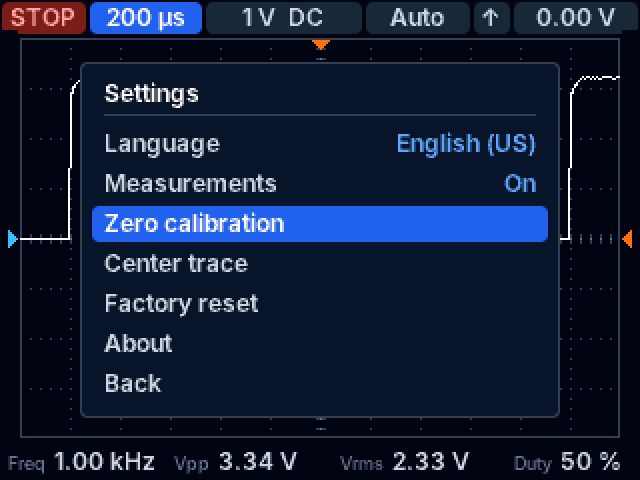 STOP 200 µs 1 V DC Auto ↑ 0.00 V
Settings
Language English (US)
Measurements On
Zero calibration
Center trace
Factory reset
About
Back
Freq 1.00 kHz Vpp 3.34 V Vrms 2.33 V Duty 50 %